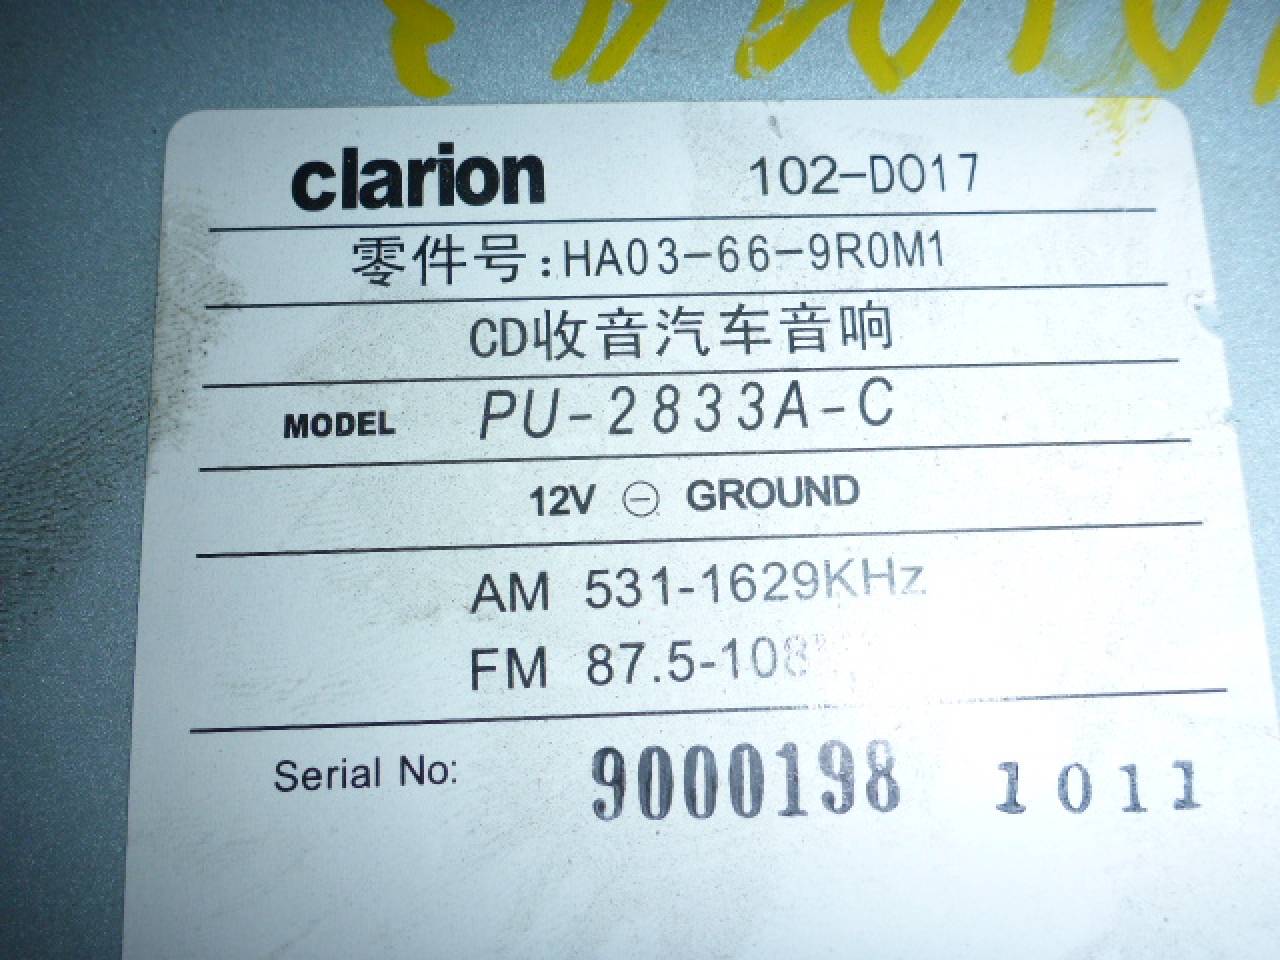 clarion 102-D017
零件号:HA03-66-9R0M1
CD收音汽车音响
MODEL PU-2833A-C
12V ⊖ GROUND
AM 531-1629KHz
FM 87.5-108
Serial No: 9000198 1011